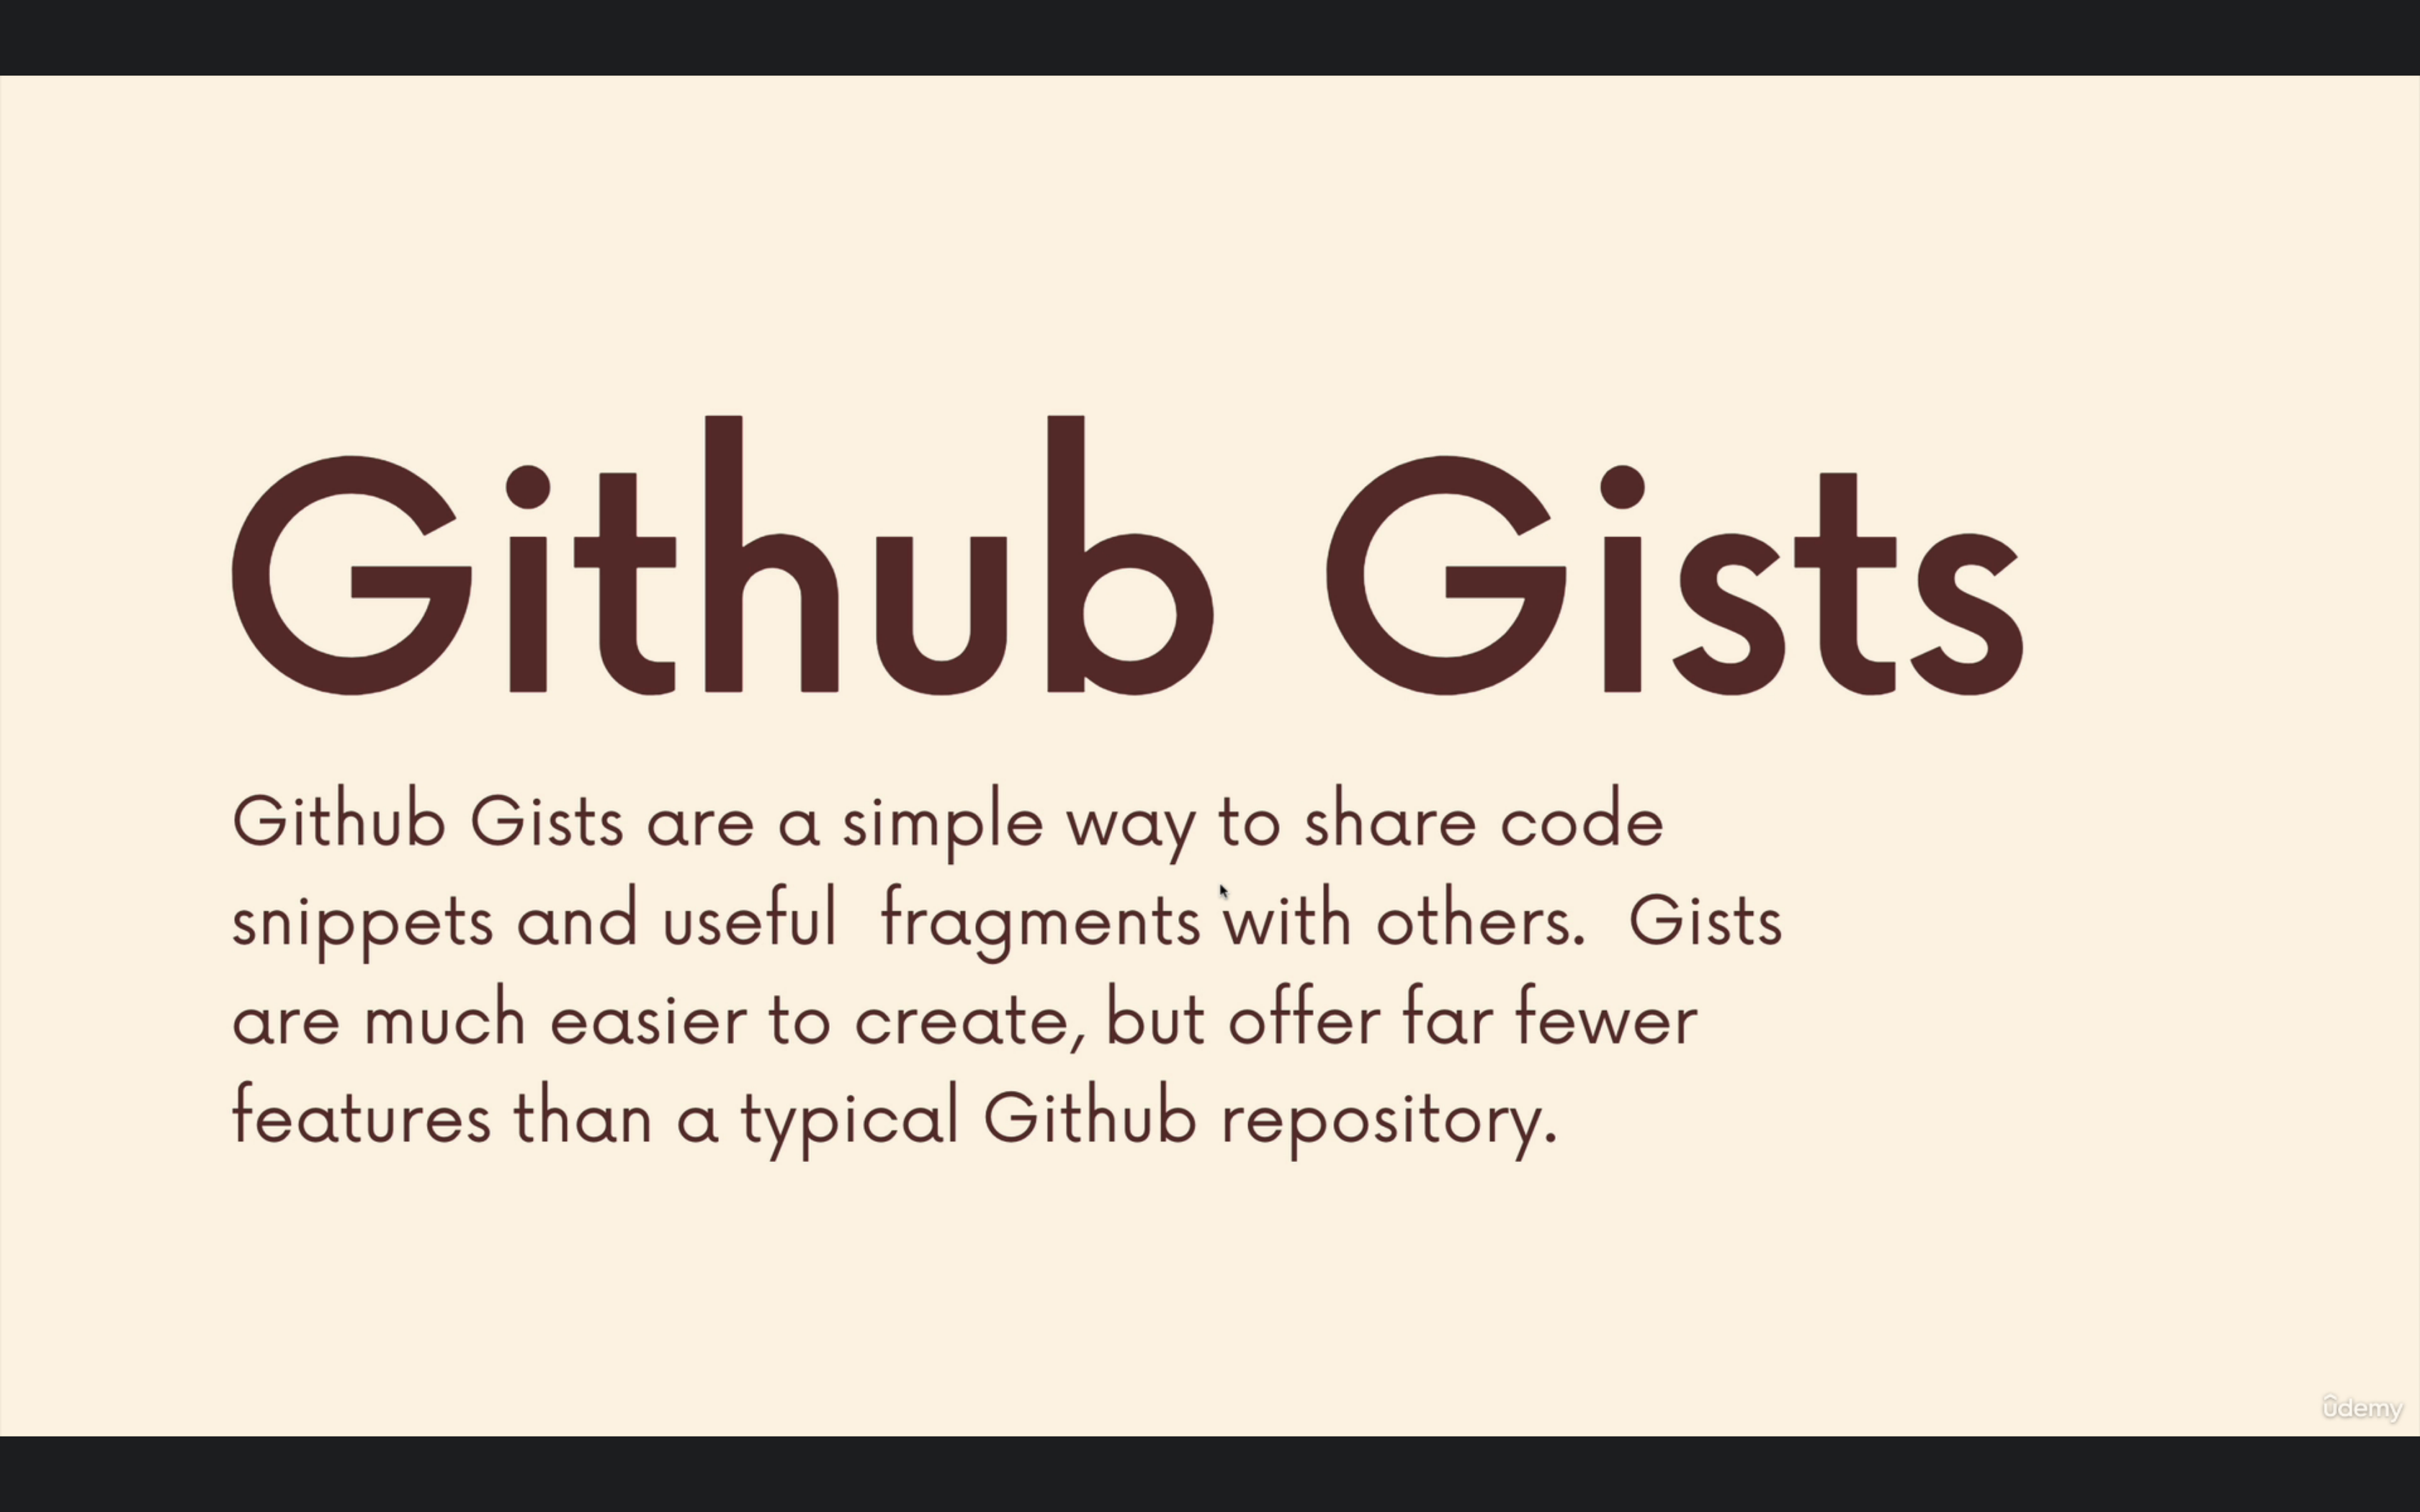 Github Gists
Github Gists are a simple way to share code
snippets and useful  fragments with others.  Gists
are much easier to create, but offer far fewer
features than a typical Github repository.
ûdemy